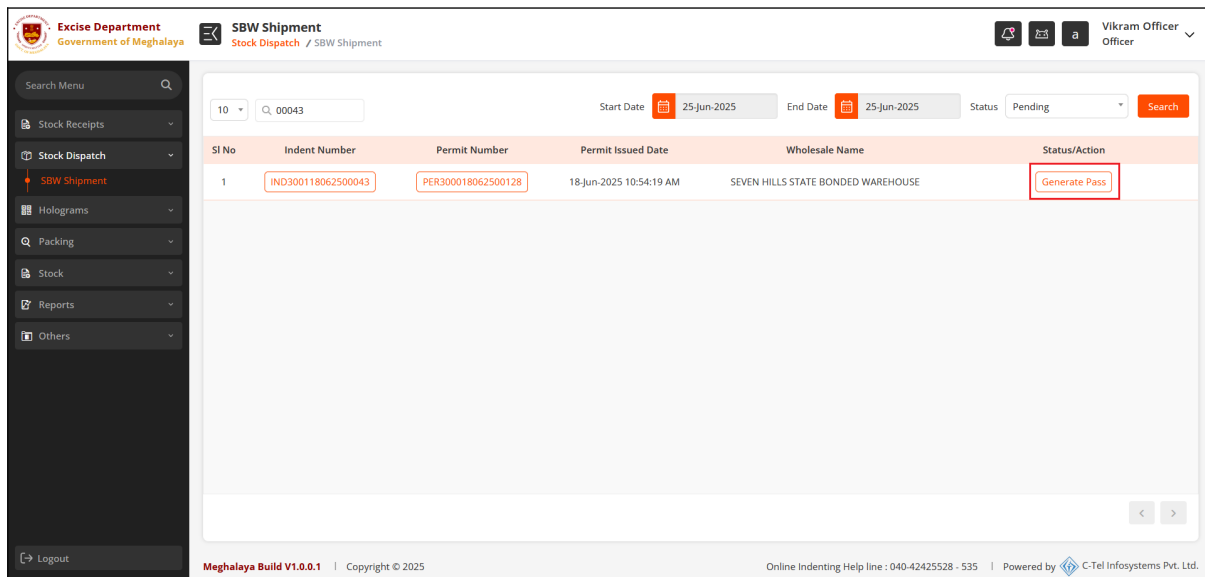 Excise Department
Government of Meghalaya
SBW Shipment
Stock Dispatch / SBW Shipment
a
Vikram Officer
Officer
Search Menu
Stock Receipts
Stock Dispatch
SBW Shipment
Holograms
Packing
Stock
Reports
Others
Logout
10 00043 Start Date 25-Jun-2025 End Date 25-Jun-2025 Status Pending Search
Sl No Indent Number Permit Number Permit Issued Date Wholesale Name Status/Action
1 IND300118062500043 PER300018062500128 18-Jun-2025 10:54:19 AM SEVEN HILLS STATE BONDED WAREHOUSE Generate Pass
< >
Meghalaya Build V1.0.0.1 | Copyright © 2025 Online Indenting Help line : 040-42425528 - 535 | Powered by C-Tel Infosystems Pvt. Ltd.